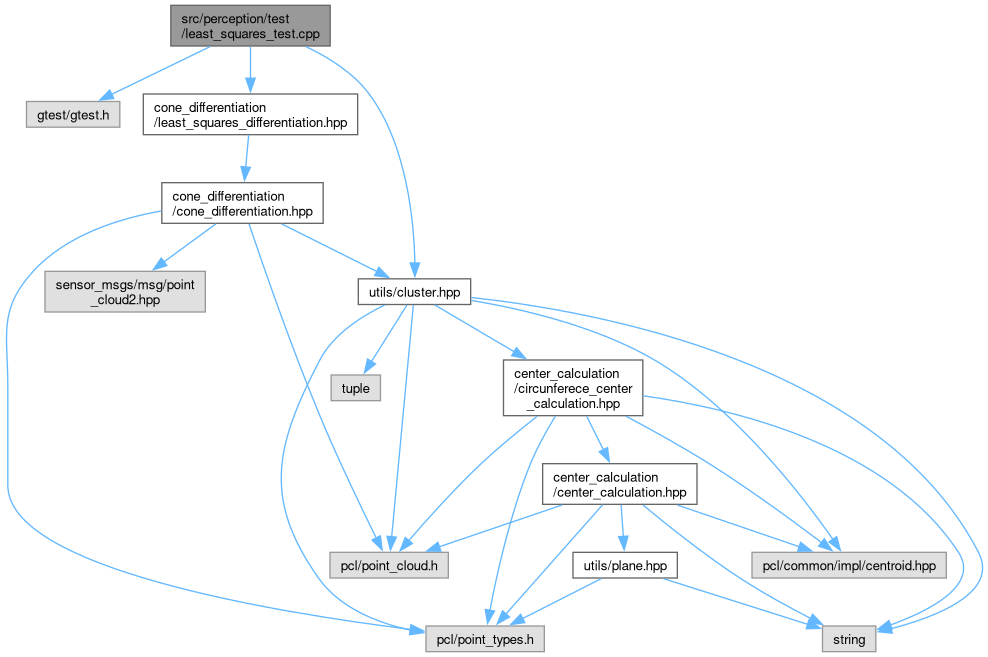 src/perception/test
/least_squares_test.cpp
gtest/gtest.h
cone_differentiation
/least_squares_differentiation.hpp
cone_differentiation
/cone_differentiation.hpp
sensor_msgs/msg/point
_cloud2.hpp
utils/cluster.hpp
tuple
center_calculation
/circunferece_center
_calculation.hpp
center_calculation
/center_calculation.hpp
pcl/point_cloud.h
utils/plane.hpp
pcl/common/impl/centroid.hpp
pcl/point_types.h
string